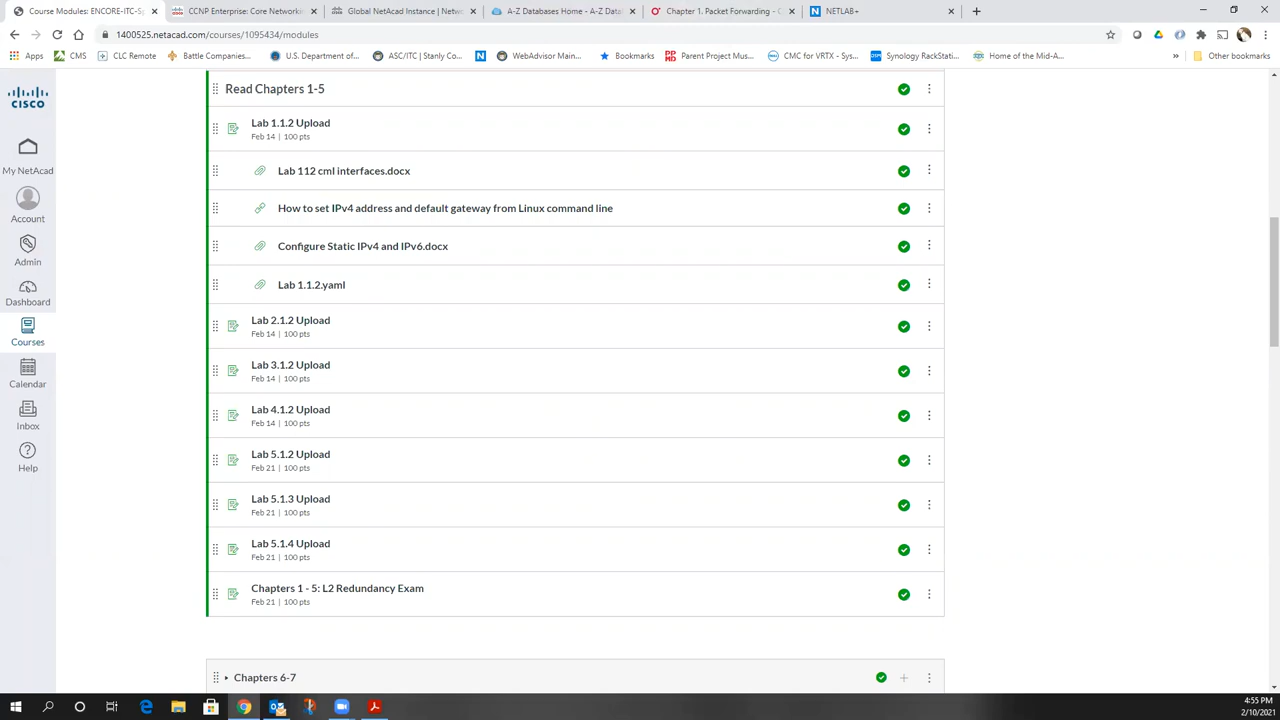 Course Modules: ENCORE-ITC-Sp
CCNP Enterprise: Core Networkin
Global NetAcad Instance | Netw
A-Z Databases Home - A-Z Data
Chapter 1. Packet Forwarding - C
NETLAB+
1400525.netacad.com/courses/1095434/modules
Apps
CMS
CLC Remote
Battle Companies...
U.S. Department of...
ASC/ITC | Stanly Co...
WebAdvisor Main...
Bookmarks
Parent Project Mus...
CMC for VRTX - Sys...
Synology RackStati...
Home of the Mid-A...
»
Other bookmarks
CISCO
My NetAcad
Account
Admin
Dashboard
Courses
Calendar
Inbox
Help
Read Chapters 1-5
Lab 1.1.2 Upload
Feb 14 | 100 pts
Lab 112 cml interfaces.docx
How to set IPv4 address and default gateway from Linux command line
Configure Static IPv4 and IPv6.docx
Lab 1.1.2.yaml
Lab 2.1.2 Upload
Feb 14 | 100 pts
Lab 3.1.2 Upload
Feb 14 | 100 pts
Lab 4.1.2 Upload
Feb 14 | 100 pts
Lab 5.1.2 Upload
Feb 21 | 100 pts
Lab 5.1.3 Upload
Feb 21 | 100 pts
Lab 5.1.4 Upload
Feb 21 | 100 pts
Chapters 1 - 5: L2 Redundancy Exam
Feb 21 | 100 pts
Chapters 6-7
4:55 PM
2/10/2021